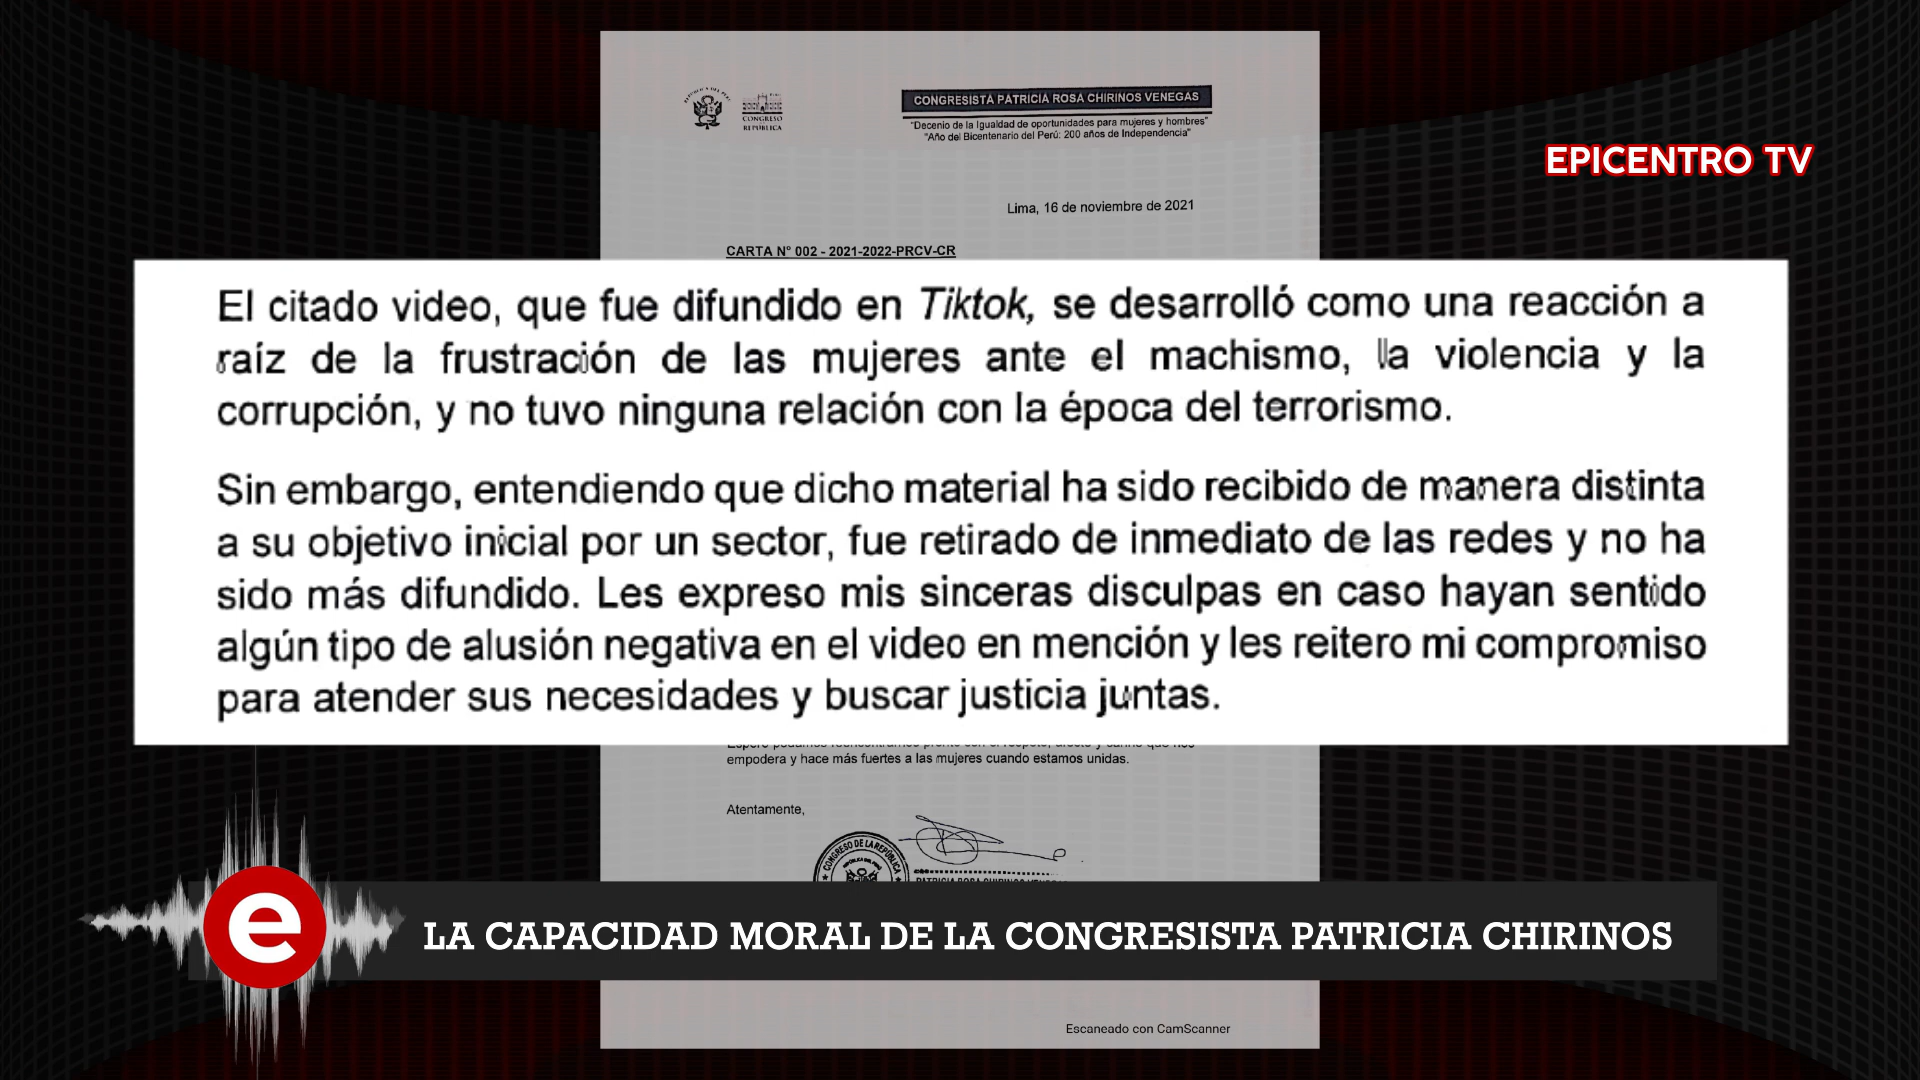 REPÚBLICA DEL PERÚ
CONGRESO
REPÚBLICA
CONGRESISTA PATRICIA ROSA CHIRINOS VENEGAS
"Decenio de la Igualdad de oportunidades para mujeres y hombres"
"Año del Bicentenario del Perú: 200 años de Independencia"
EPICENTRO TV
Lima, 16 de noviembre de 2021
CARTA N° 002 - 2021-2022-PRCV-CR
El citado video, que fue difundido en Tiktok, se desarrolló como una reacción a
raíz de la frustración de las mujeres ante el machismo, la violencia y la
corrupción, y no tuvo ninguna relación con la época del terrorismo.
Sin embargo, entendiendo que dicho material ha sido recibido de manera distinta
a su objetivo inicial por un sector, fue retirado de inmediato de las redes y no ha
sido más difundido. Les expreso mis sinceras disculpas en caso hayan sentido
algún tipo de alusión negativa en el video en mención y les reitero mi compromiso
para atender sus necesidades y buscar justicia juntas.
empodera y hace más fuertes a las mujeres cuando estamos unidas.
Atentamente,
CONGRESO DE LA REPÚBLICA
e
LA CAPACIDAD MORAL DE LA CONGRESISTA PATRICIA CHIRINOS
Escaneado con CamScanner